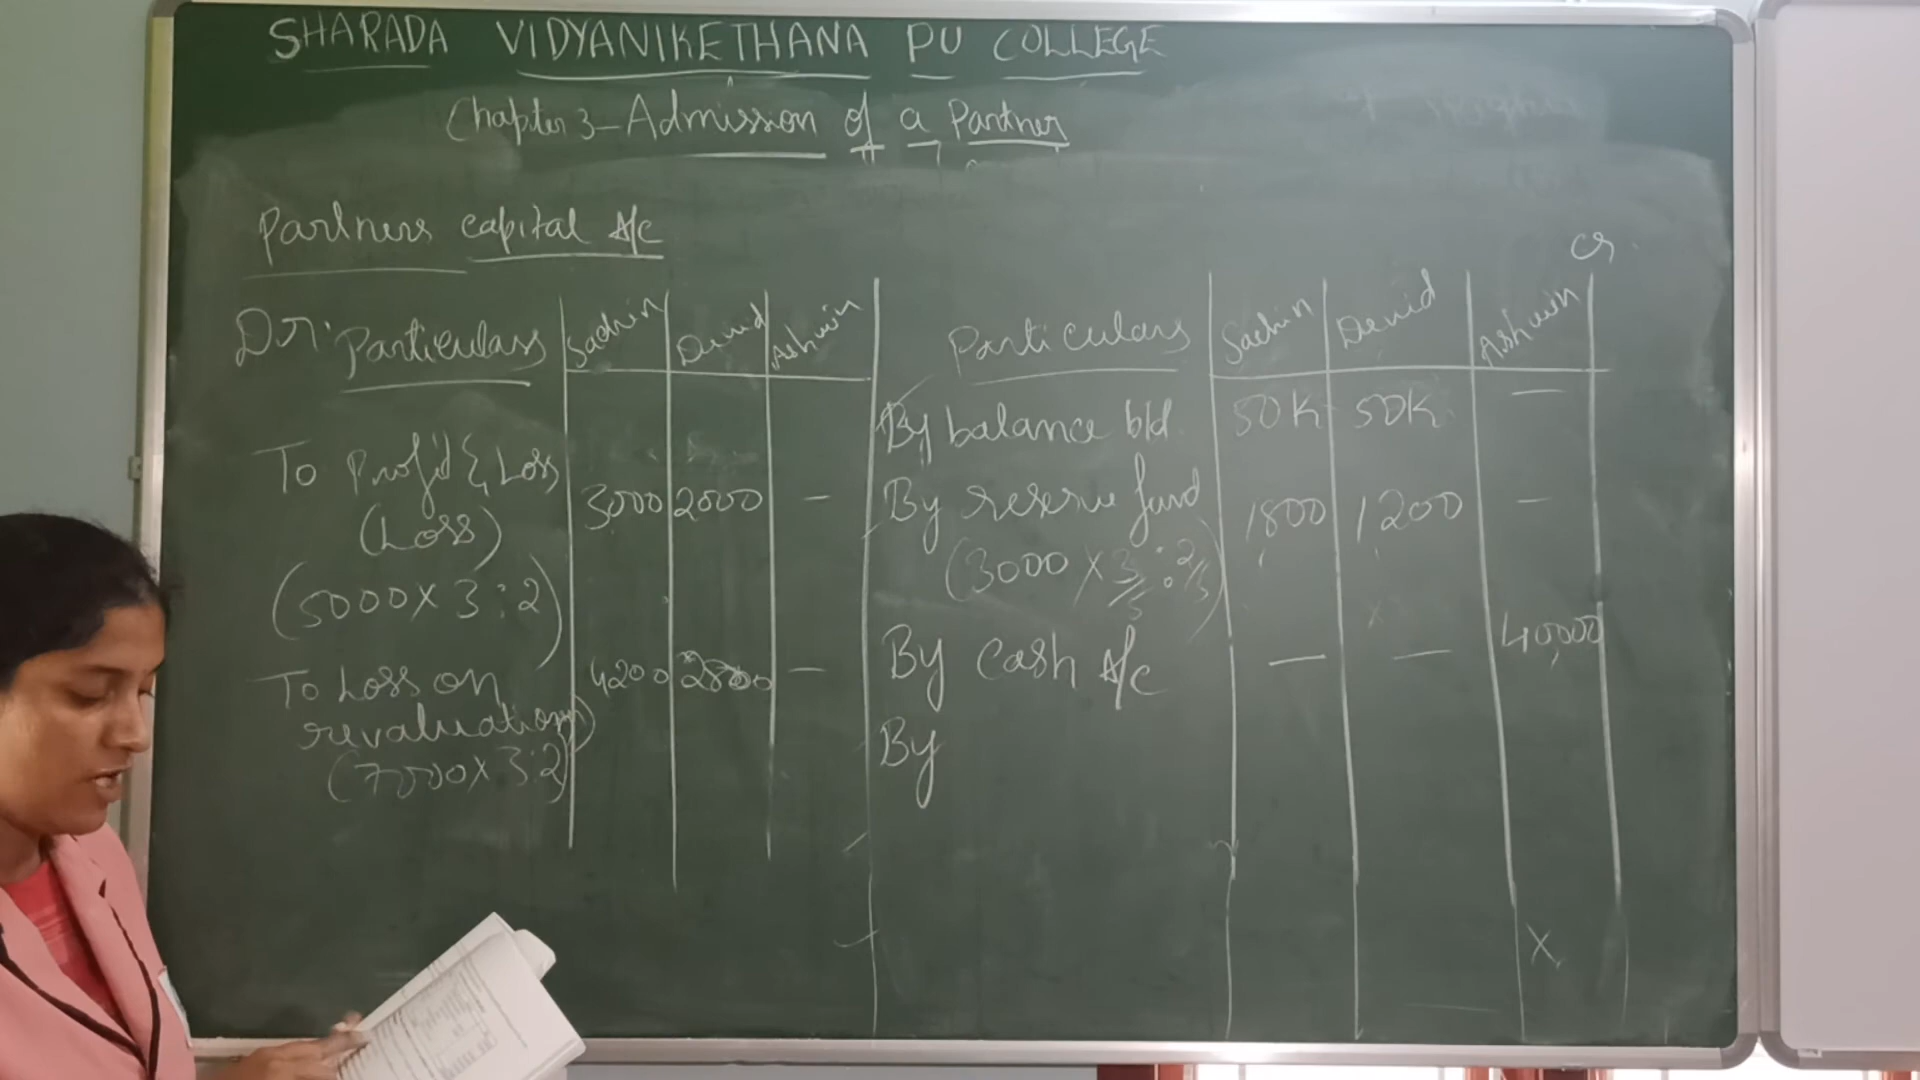 SHARADA VIDYANIKETHANA PU COLLEGE
Chapter 3 - Admission of a Partner
Partners capital A/c
Cr.
Dr. Particulars Sachin David Ashwin Particulars Sachin David Ashwin
By balance b/d 50K 50K —
To Profit & Loss (Loss) 3000 2000 — By reserve fund 1800 1200 —
(5000 X 3:2) (3000 X 3/5 : 2/5)
To Loss on revaluation 4200 2800 — By Cash A/c — — 40,000
(7000 X 3:2) By
X